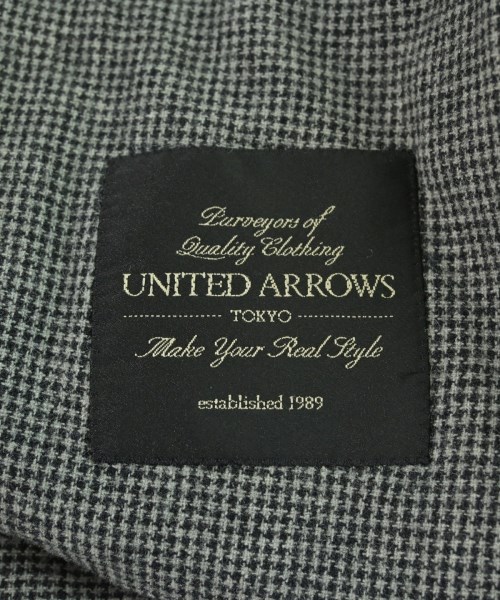 Purveyors of
Quality Clothing
UNITED ARROWS
TOKYO
Make Your Real Style
established 1989